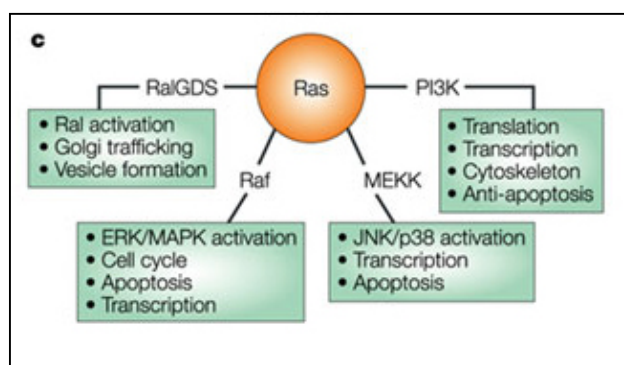 c
RalGDS
Ras
PI3K
• Ral activation
• Golgi trafficking
• Vesicle formation
• Translation
• Transcription
• Cytoskeleton
• Anti-apoptosis
Raf
MEKK
• ERK/MAPK activation
• Cell cycle
• Apoptosis
• Transcription
• JNK/p38 activation
• Transcription
• Apoptosis